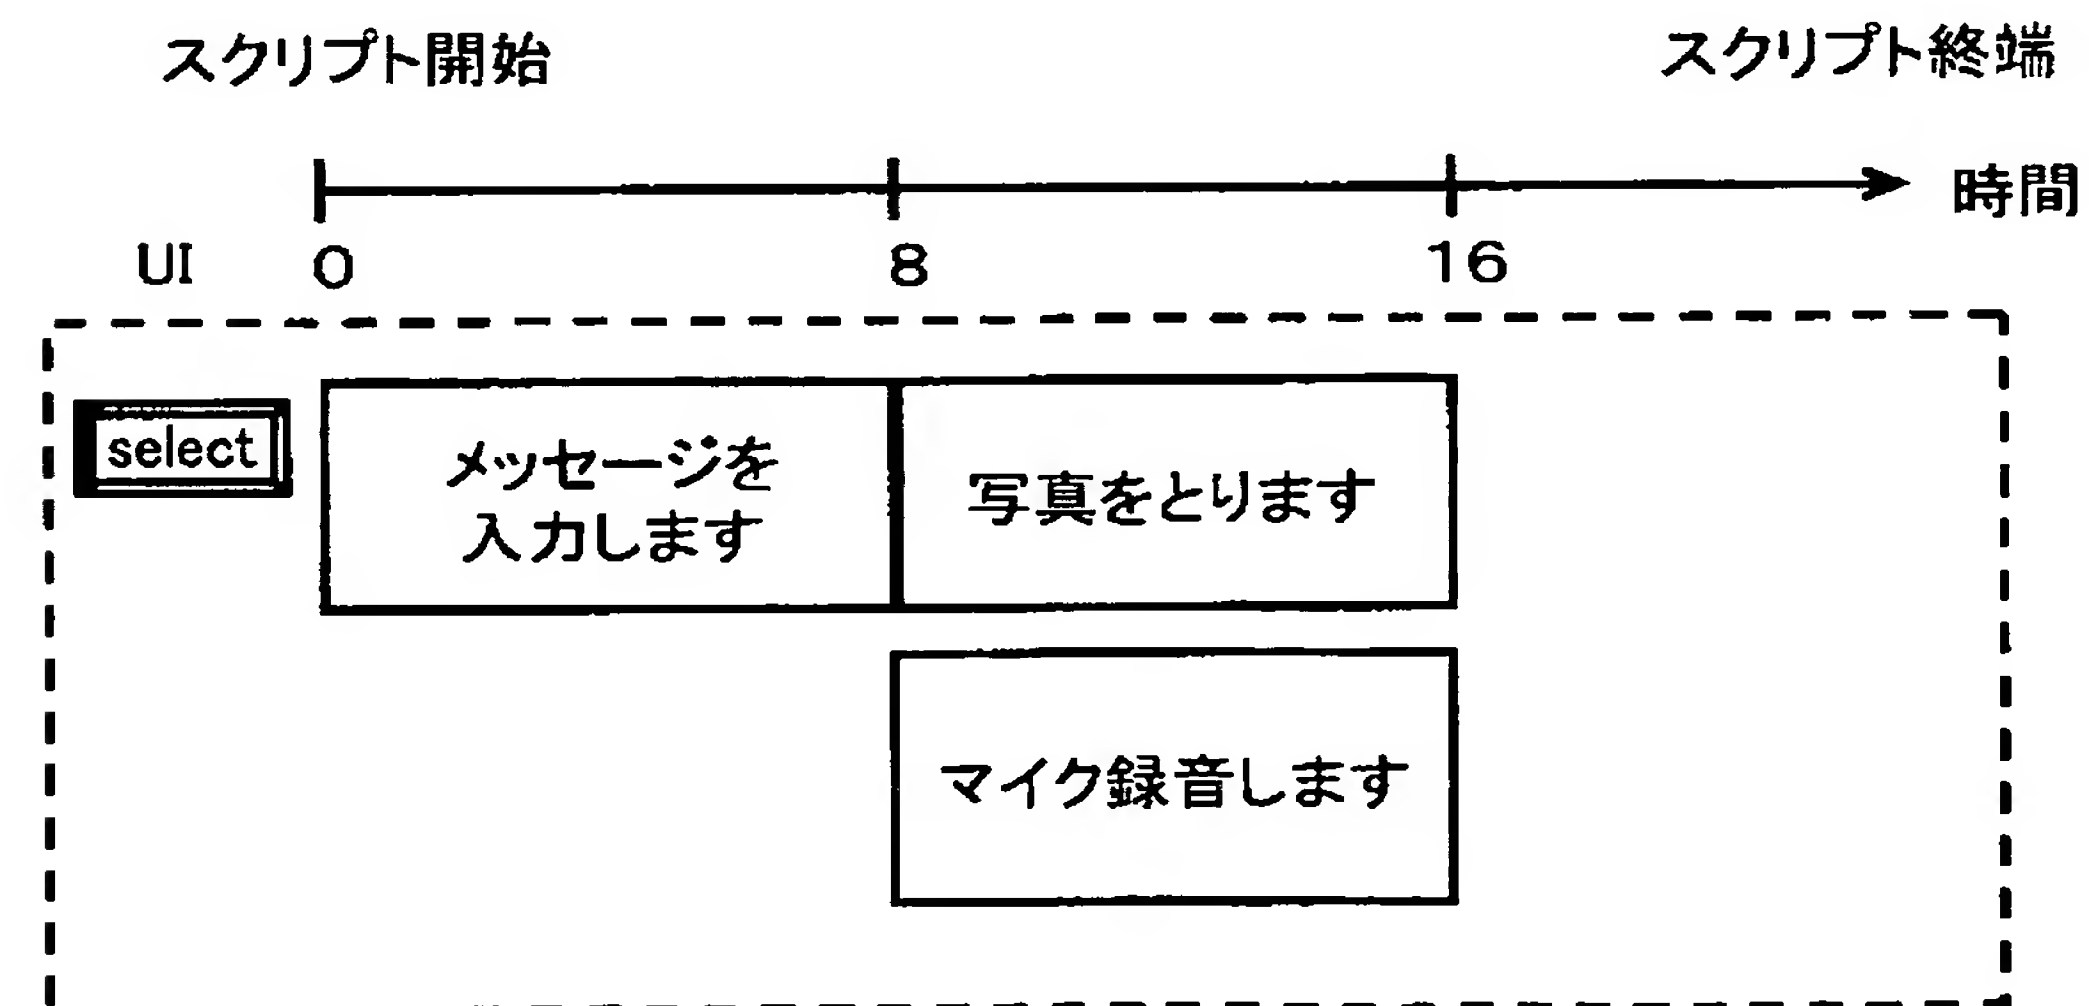 スクリプト開始
スクリプト終端
時間
UI
0
8
16
select
メッセージを
入力します
写真をとります
マイク録音します